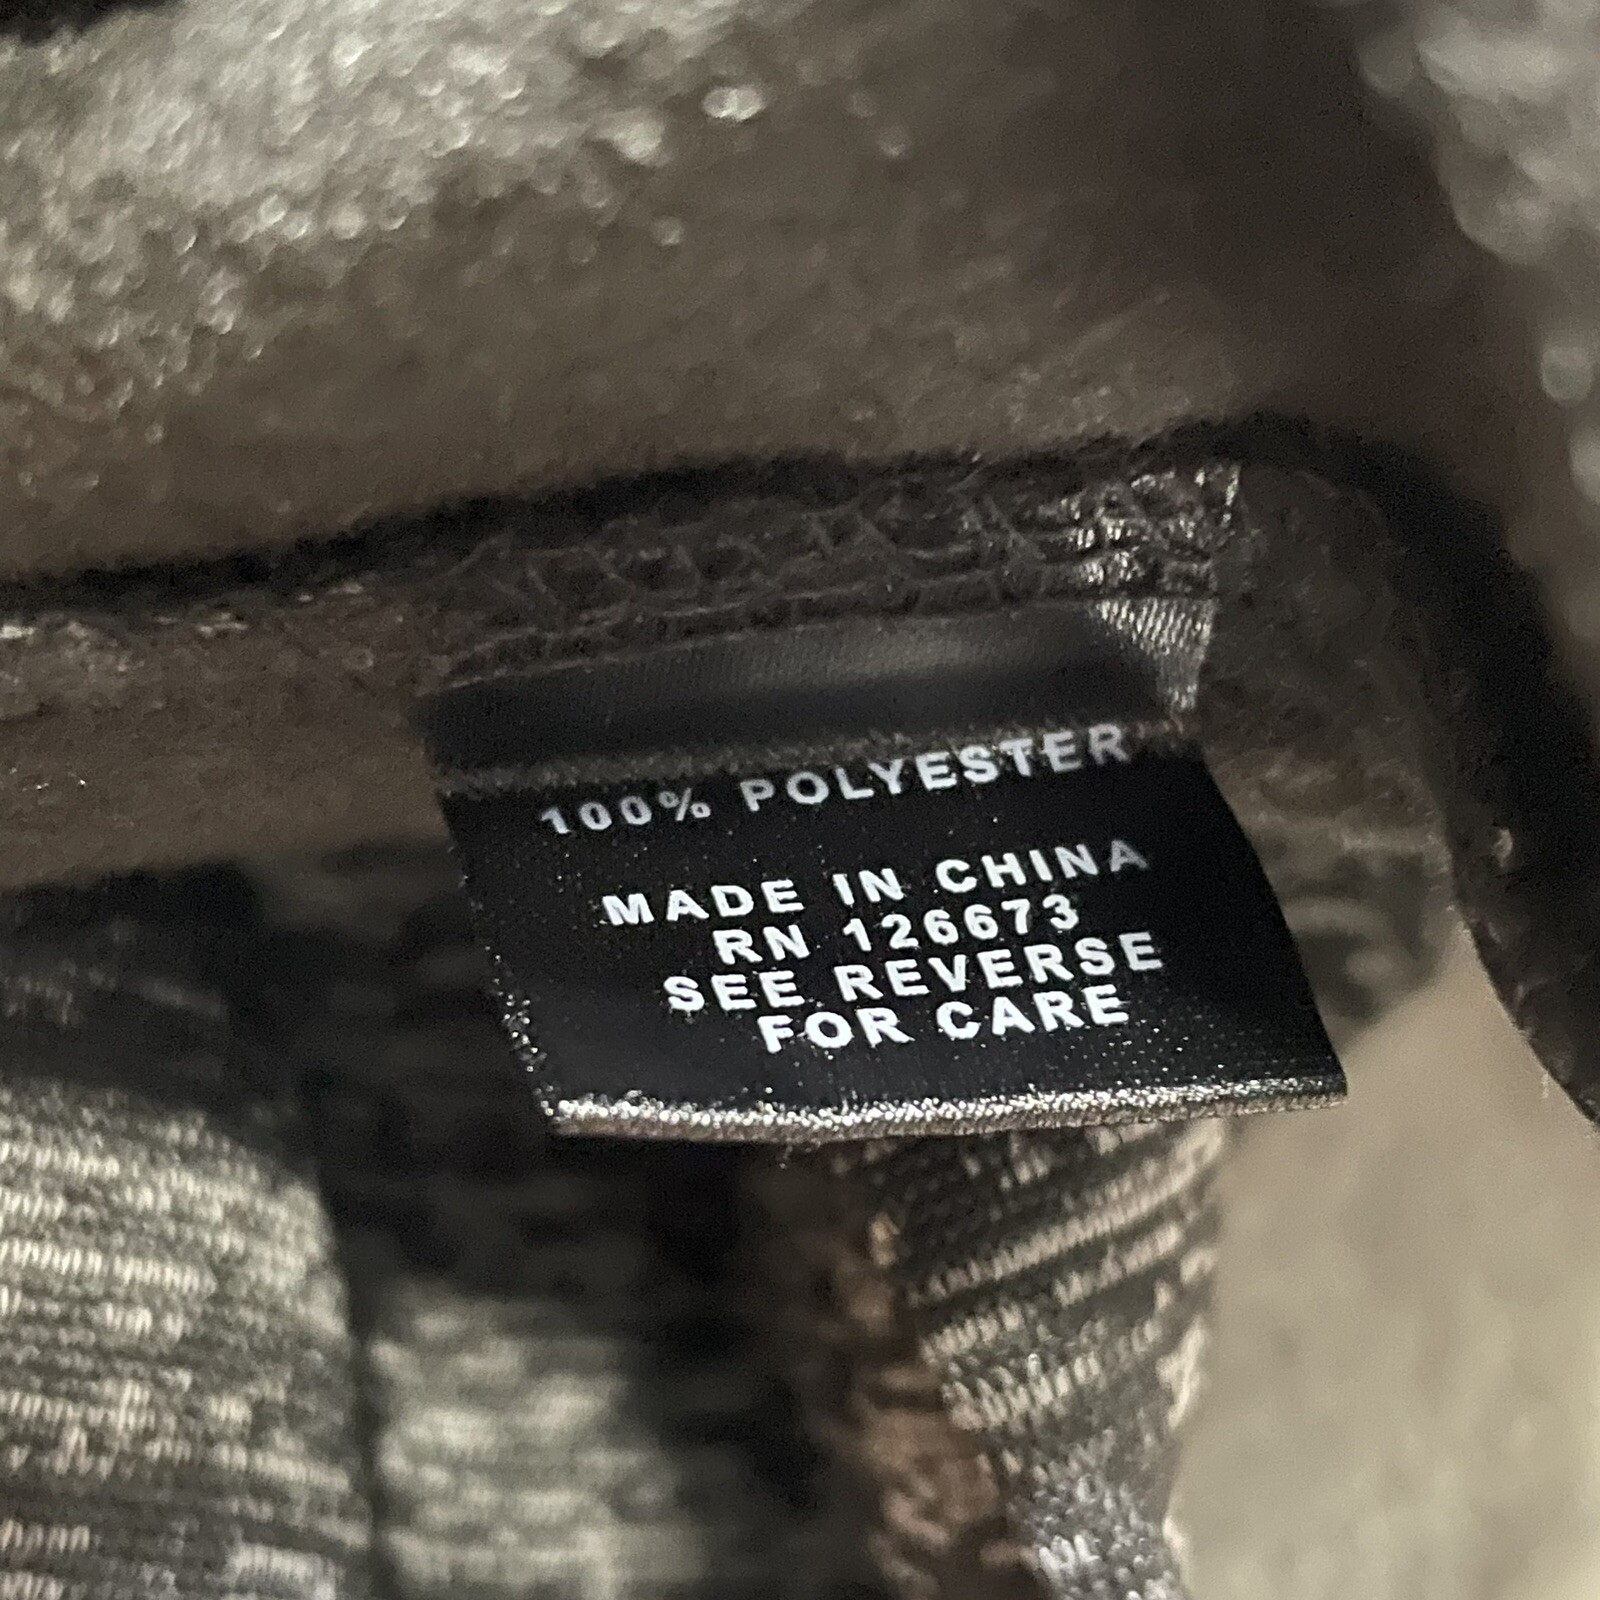 100% POLYESTER
MADE IN CHINA
RN 126673
SEE REVERSE
FOR CARE